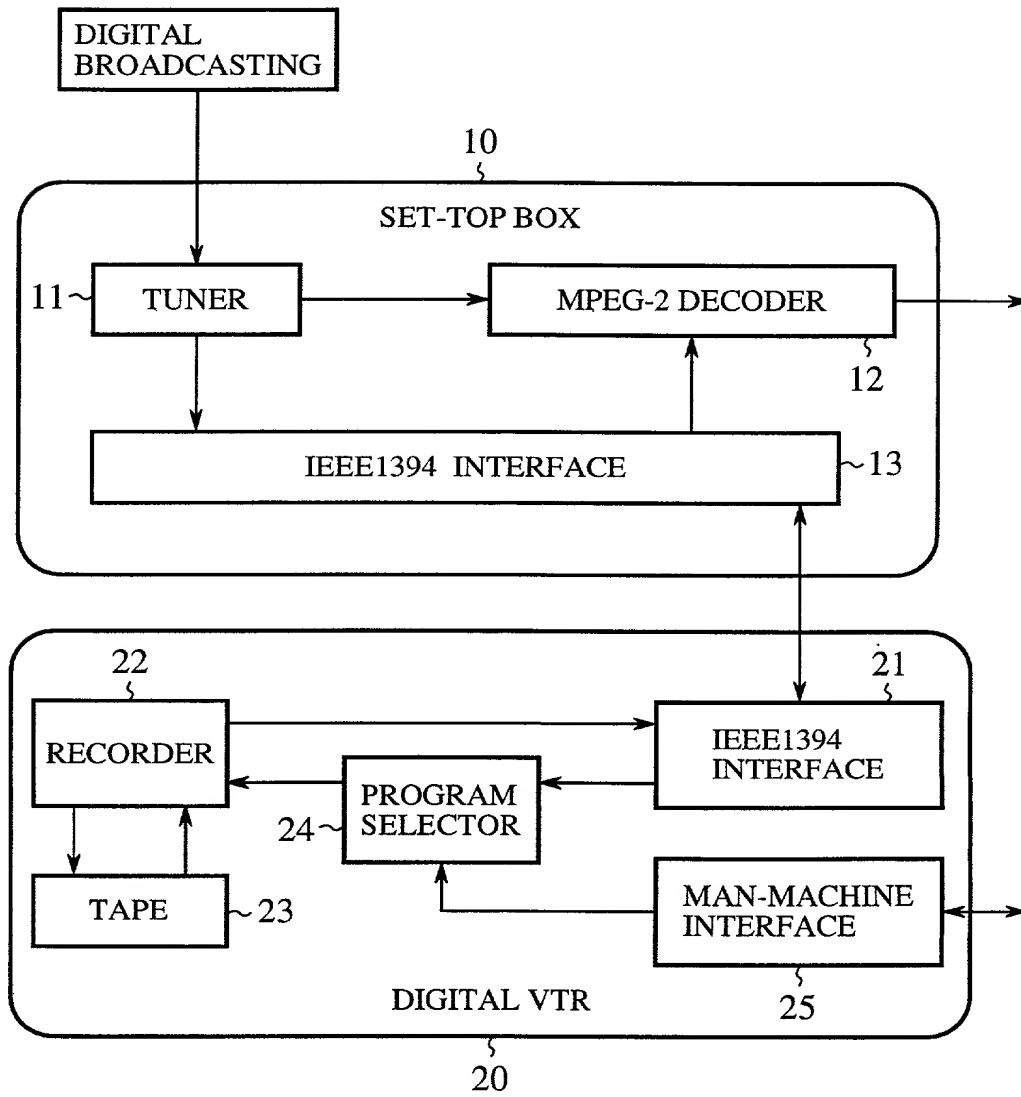 DIGITAL
BROADCASTING
10
SET-TOP BOX
11
TUNER
MPEG-2 DECODER
12
IEEE1394 INTERFACE
13
22
21
RECORDER
IEEE1394
INTERFACE
PROGRAM
SELECTOR
24
TAPE
23
MAN-MACHINE
INTERFACE
25
DIGITAL VTR
20